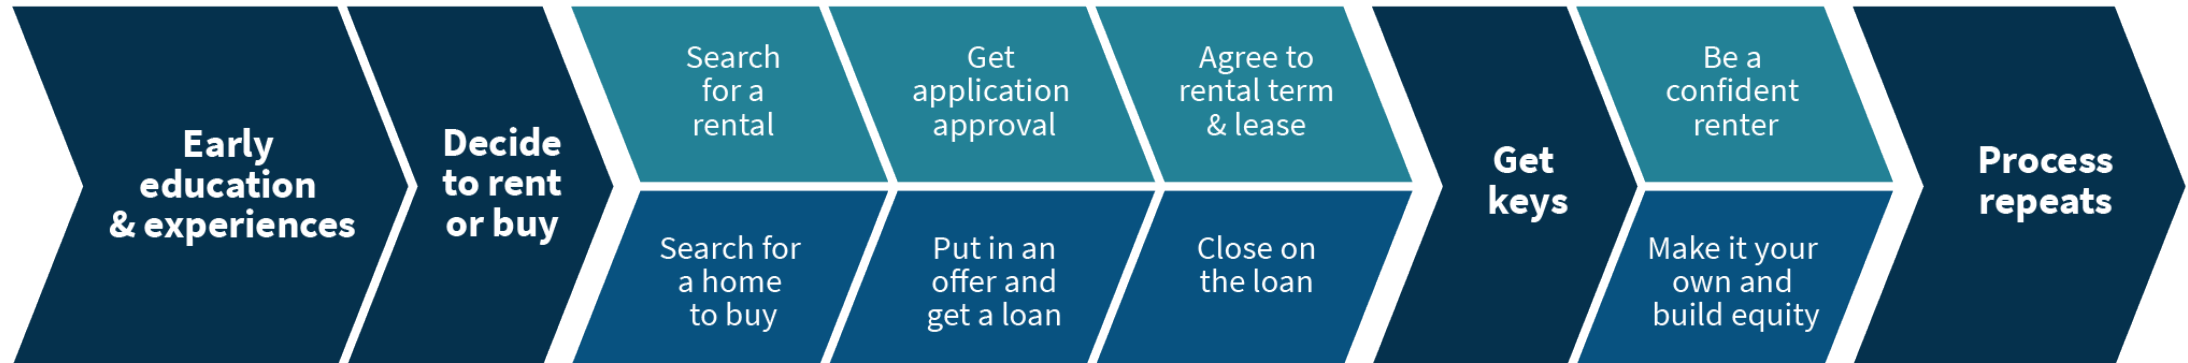 Early
education
& experiences
Decide
to rent
or buy
Search
for a
rental
Get
application
approval
Agree to
rental term
& lease
Search for
a home
to buy
Put in an
offer and
get a loan
Close on
the loan
Get
keys
Be a
confident
renter
Make it your
own and
build equity
Process
repeats